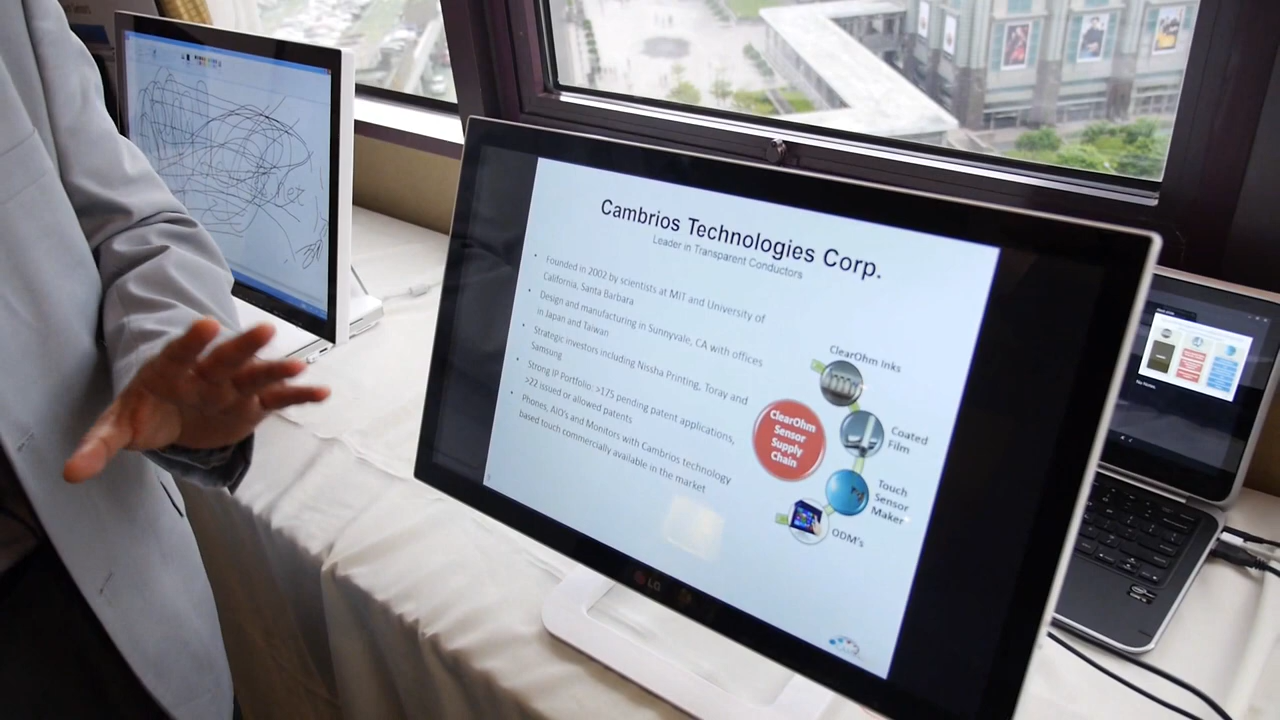 Cambrios Technologies Corp.
Leader in Transparent Conductors
• Founded in 2002 by scientists at MIT and University of
California, Santa Barbara
• Design and manufacturing in Sunnyvale, CA with offices
in Japan and Taiwan
• Strategic investors including Nissha Printing, Toray and
Samsung
• Strong IP Portfolio: >175 pending patent applications,
>22 issued or allowed patents
• Phones, AIO's and Monitors with Cambrios technology
based touch commercially available in the market
ClearOhm Inks
ClearOhm
Sensor
Supply
Chain
Coated
Film
Touch
Sensor
Maker
ODM's
LG